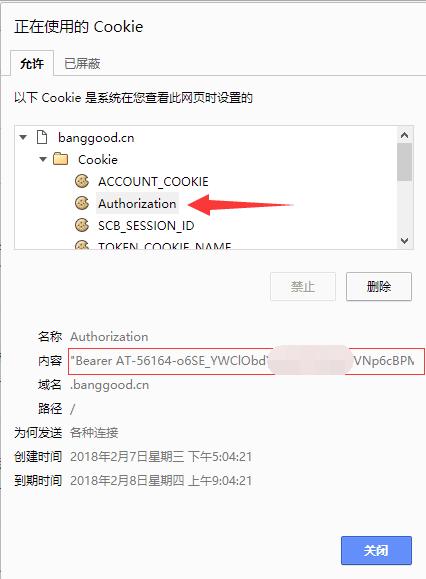 正在使用的 Cookie
允许 已屏蔽
以下 Cookie 是系统在您查看此网页时设置的
banggood.cn
Cookie
ACCOUNT_COOKIE
Authorization
SCB_SESSION_ID
TOKEN_COOKIE_NAME
禁止 删除
名称 Authorization
内容 "Bearer AT-56164-o6SE_YWClObd VNp6cBPM
域名 .banggood.cn
路径 /
为何发送 各种连接
创建时间 2018年2月7日星期三 下午5:04:21
到期时间 2018年2月8日星期四 上午9:04:21
关闭